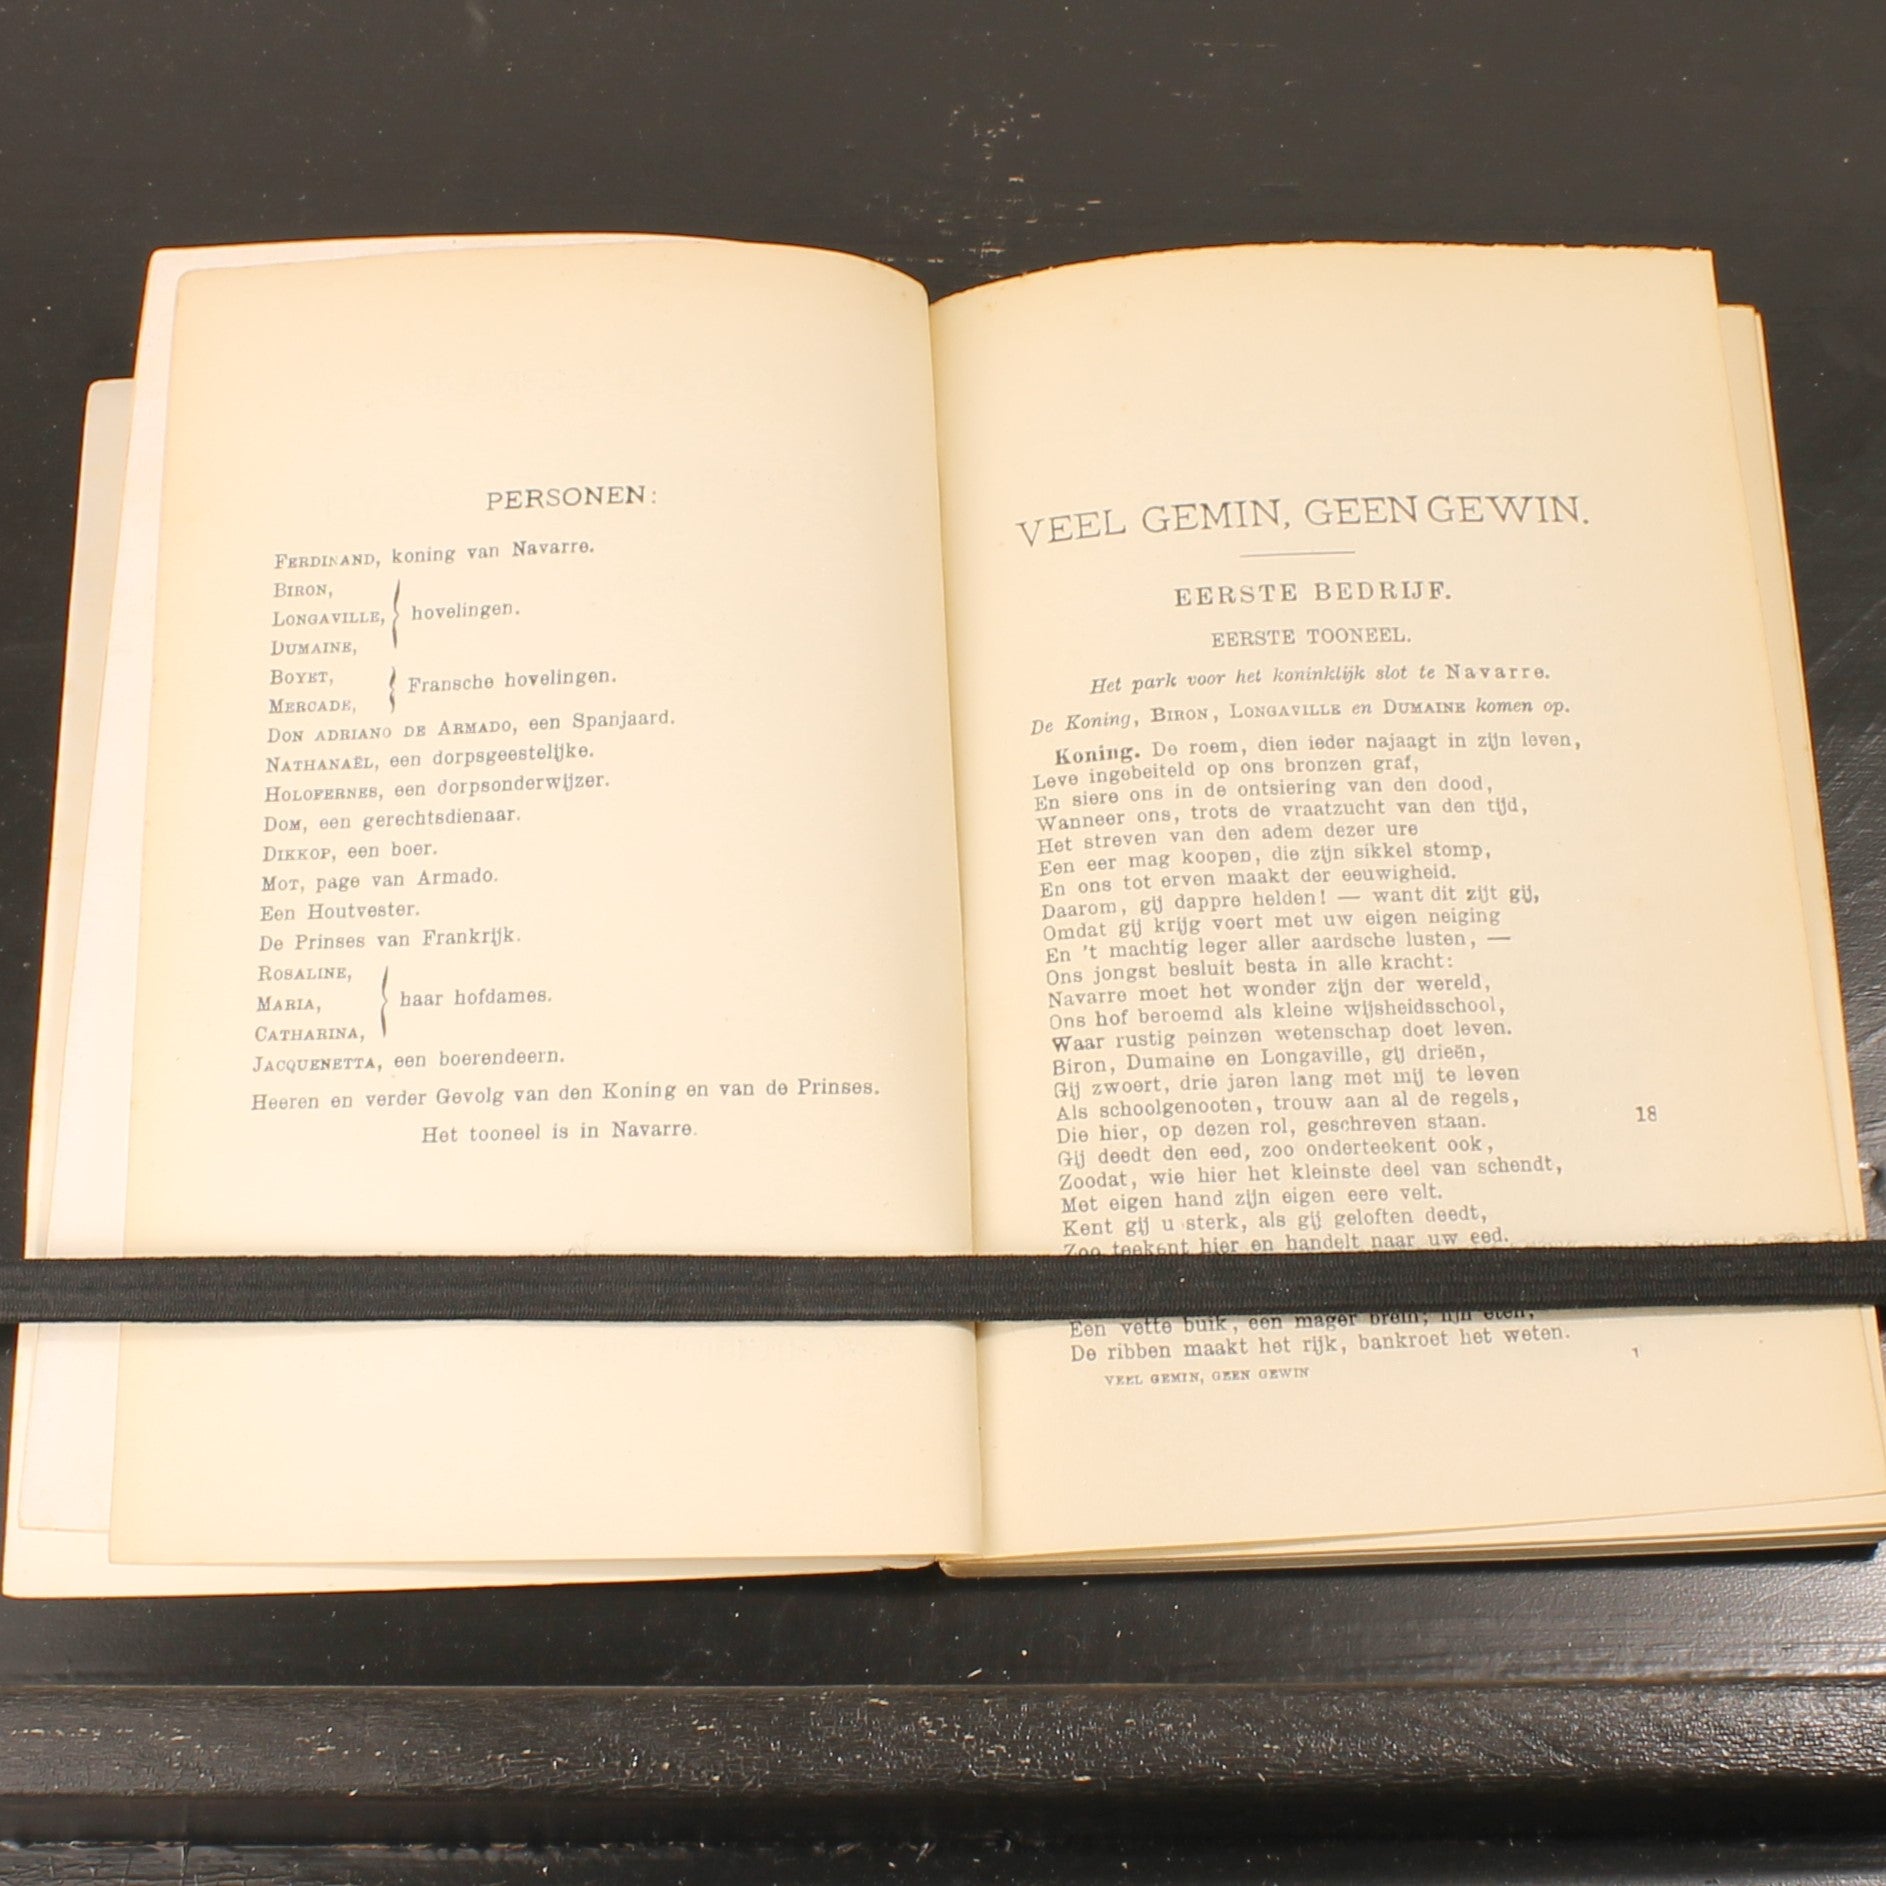 PERSONEN:
FERDINAND, koning van Navarre.
BIRON,
LONGAVILLE,
DUMAINE,
hovelingen.
BOYET,
MERCADE,
Fransche hovelingen.
DON ADRIANO DE ARMADO, een Spanjaard.
NATHANAËL, een dorpsgeestelijke.
HOLOFERNES, een dorpsonderwijzer.
DOM, een gerechtsdienaar.
DIKKOP, een boer.
MOT, page van Armado.
Een Houtvester.
De Prinses van Frankrijk.
ROSALINE,
MARIA,
CATHARINA,
haar hofdames.
JACQUENETTA, een boerendeern.
Heeren en verder Gevolg van den Koning en van de Prinses.
Het tooneel is in Navarre.
VEEL GEMIN, GEEN GEWIN.
EERSTE BEDRIJF.
EERSTE TOONEEL.
Het park voor het koninklijk slot te Navarre.
De Koning, BIRON, LONGAVILLE en DUMAINE komen op.
Koning. De roem, dien ieder najaagt in zijn leven,
Leve ingebeiteld op ons bronzen graf,
En siere ons in de ontsiering van den dood,
Wanneer ons, trots de vraatzucht van den tijd,
Het streven van den adem dezer ure
Een eer mag koopen, die zijn sikkel stomp,
En ons tot erven maakt der eeuwigheid.
Daarom, gij dappre helden! — want dit zijt gij,
Omdat gij krijg voert met uw eigen neiging
En 't machtig leger aller aardsche lusten, —
Ons jongst besluit besta in alle kracht:
Navarre moet het wonder zijn der wereld,
Ons hof beroemd als kleine wijsheidsschool,
Waar rustig peinzen wetenschap doet leven.
Biron, Dumaine en Longaville, gij drieën,
Gij zwoert, drie jaren lang met mij te leven
Als schoolgenooten, trouw aan al de regels,
Die hier, op dezen rol, geschreven staan. 18
Gij deedt den eed, zoo onderteekent ook,
Zoodat, wie hier het kleinste deel van schendt,
Met eigen hand zijn eigen eere velt.
Kent gij u sterk, als gij geloften deedt,
Zoo teekent hier en handelt naar uw eed.
Een vette buik, een mager brein; fijn eten,
De ribben maakt het rijk, bankroet het weten.
VEEL GEMIN, GEEN GEWIN 1